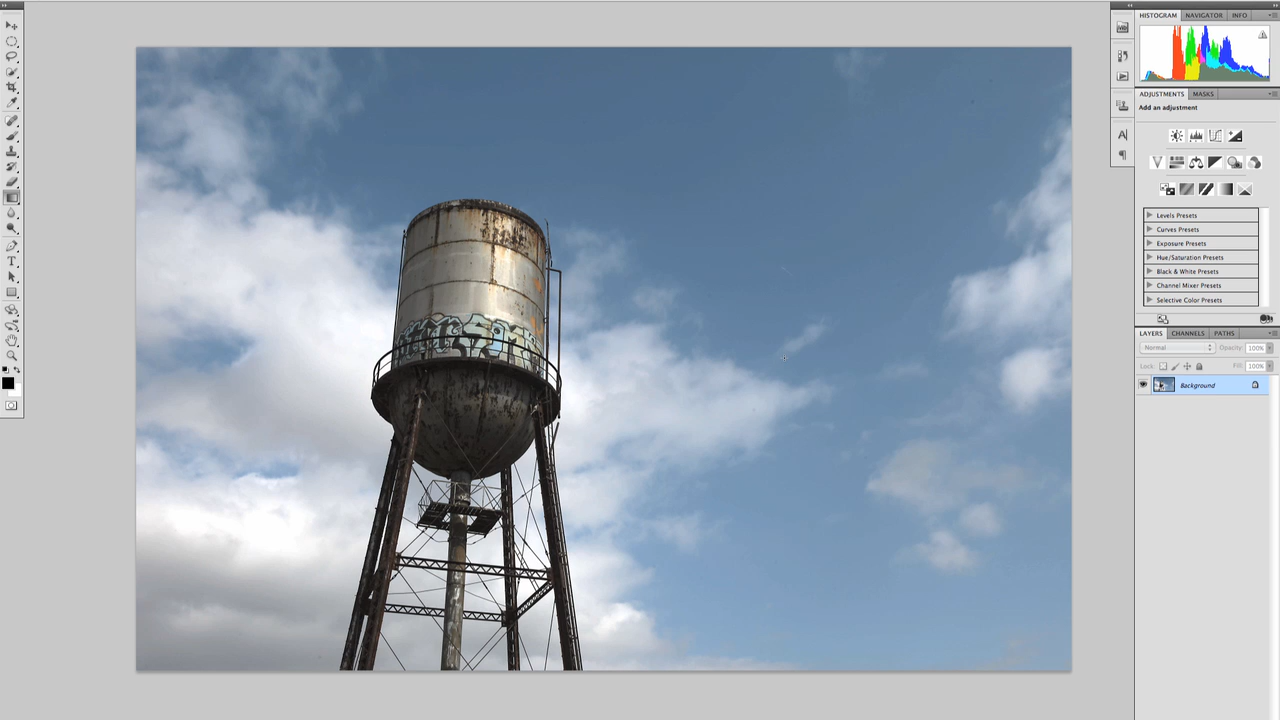 HISTOGRAM NAVIGATOR INFO
ADJUSTMENTS MASKS
Add an adjustment
Levels Presets
Curves Presets
Exposure Presets
Hue/Saturation Presets
Black & White Presets
Channel Mixer Presets
Selective Color Presets
LAYERS CHANNELS PATHS
Normal Opacity: 100%
Lock: Fill: 100%
Background